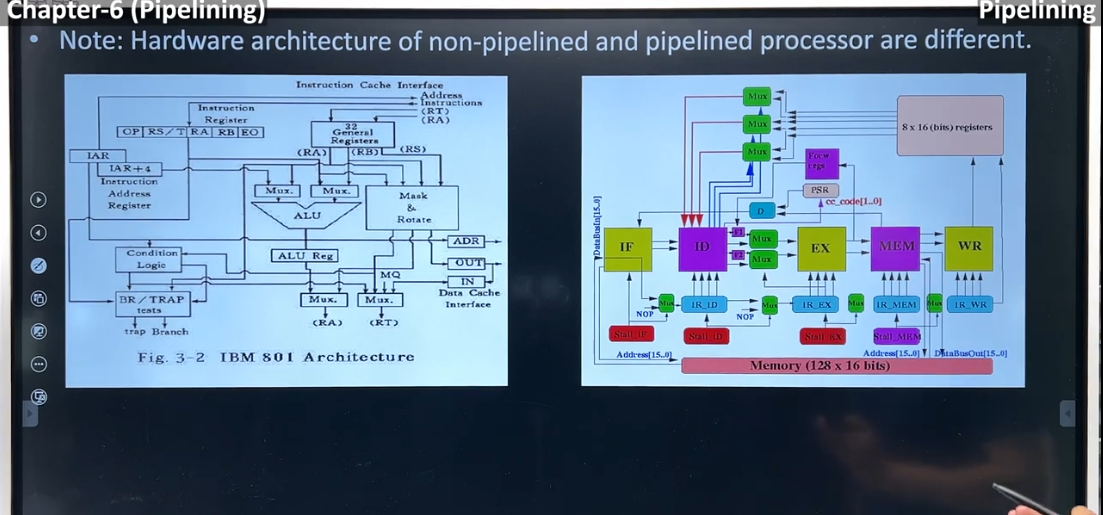 Chapter-6 (Pipelining)
Pipelining
• Note: Hardware architecture of non-pipelined and pipelined processor are different.
Instruction Cache Interface
Address
Instructions
(RT)
(RA)
Instruction
Register
OP RS/T RA RB EO
32
General
Registers
(RA) (RB) (RS)
IAR
IAR+4
Instruction
Address
Register
Mux. Mux.
ALU
Mask
&
Rotate
ADR
Condition
Logic
ALU Reg
OUT
MQ
IN
Data Cache
Interface
BR/TRAP
tests
Mux. Mux.
trap Branch
(RA) (RT)
Fig. 3-2 IBM 801 Architecture
Mux
Mux
Mux
8 x 16 (bits) registers
Forw
regs
PSR
cc_code[1..0]
D
DataBusIn[15..0]
IF
ID
F1
F2
Mux
Mux
EX
MEM
WR
Mux
IR_ID
Mux
IR_EX
Mux
IR_MEM
Mux
IR_WR
NOP
NOP
Stall_IF
Stall_ID
Stall_EX
Stall_MEM
Address[15..0]
Address[15..0]
DataBusOut[15..0]
Memory (128 x 16 bits)